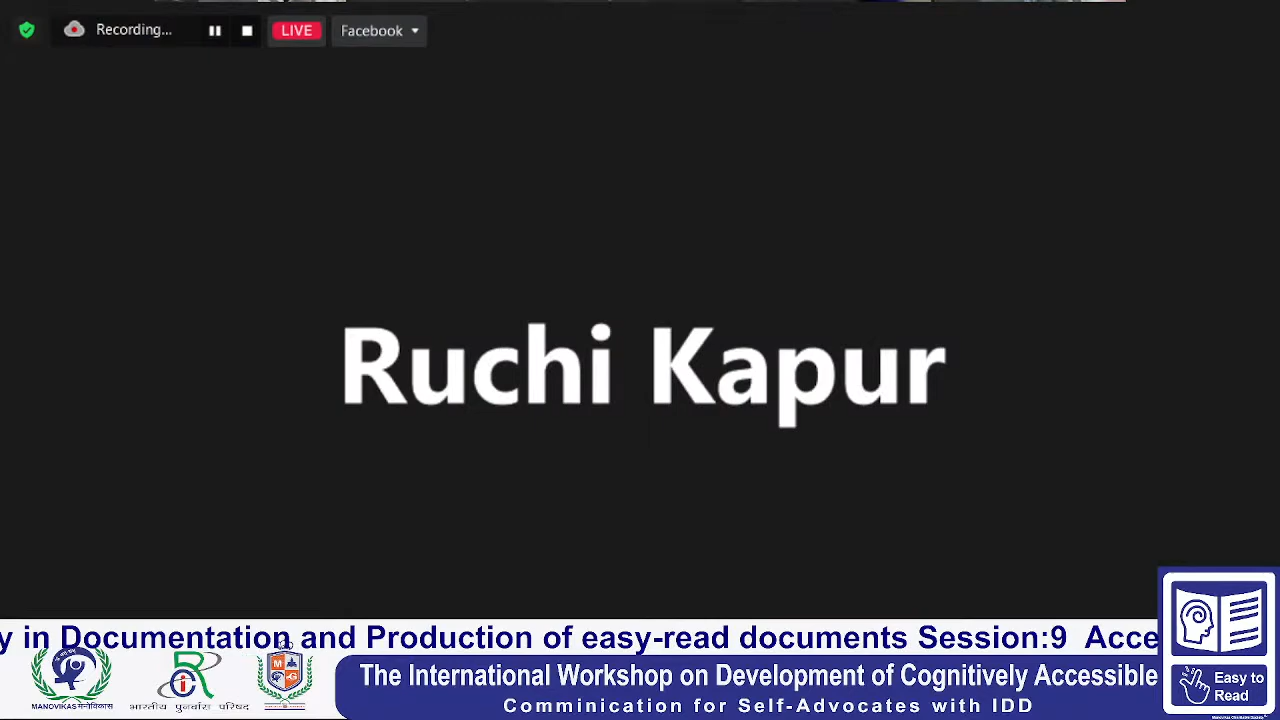 Recording...
LIVE
Facebook
Ruchi Kapur
y in Documentation and Production of easy-read documents Session:9 Acce
MANOVIKAS मनोविकास
भारतीय पुनर्वास परिषद
The International Workshop on Development of Cognitively Accessible
Comminication for Self-Advocates with IDD
Easy to
Read